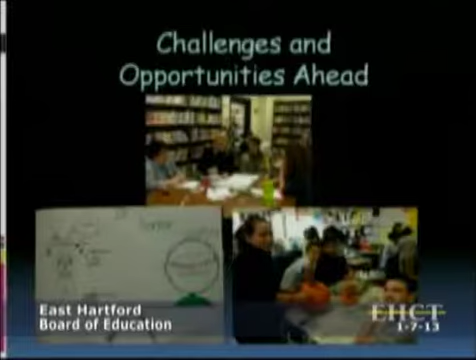 Challenges and
Opportunities Ahead
East Hartford
Board of Education
EHCT
1-7-13